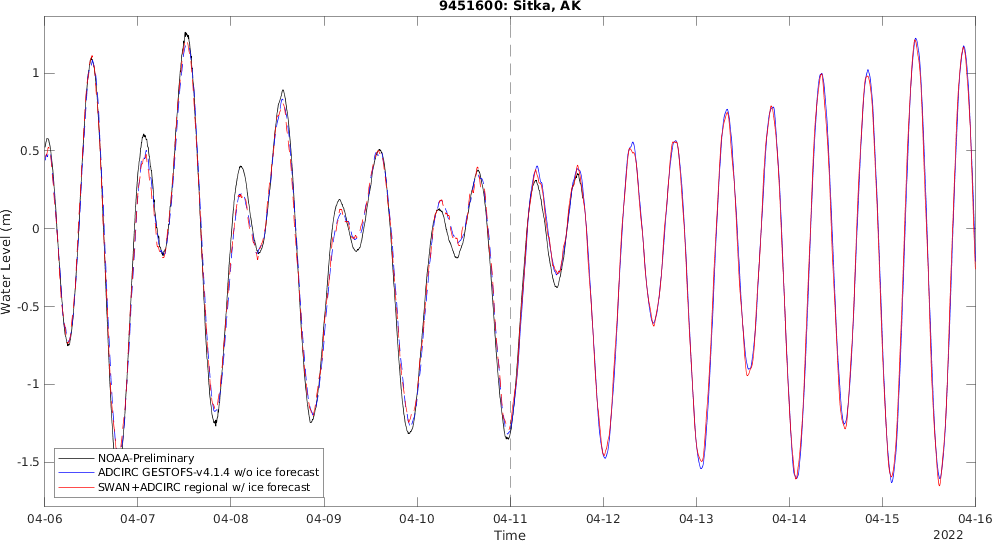 9451600: Sitka, AK
Water Level (m)
1
0.5
0
-0.5
-1
-1.5
NOAA-Preliminary
ADCIRC GESTOFS-v4.1.4 w/o ice forecast
SWAN+ADCIRC regional w/ ice forecast
04-06 04-07 04-08 04-09 04-10 04-11 04-12 04-13 04-14 04-15 04-16
Time
2022